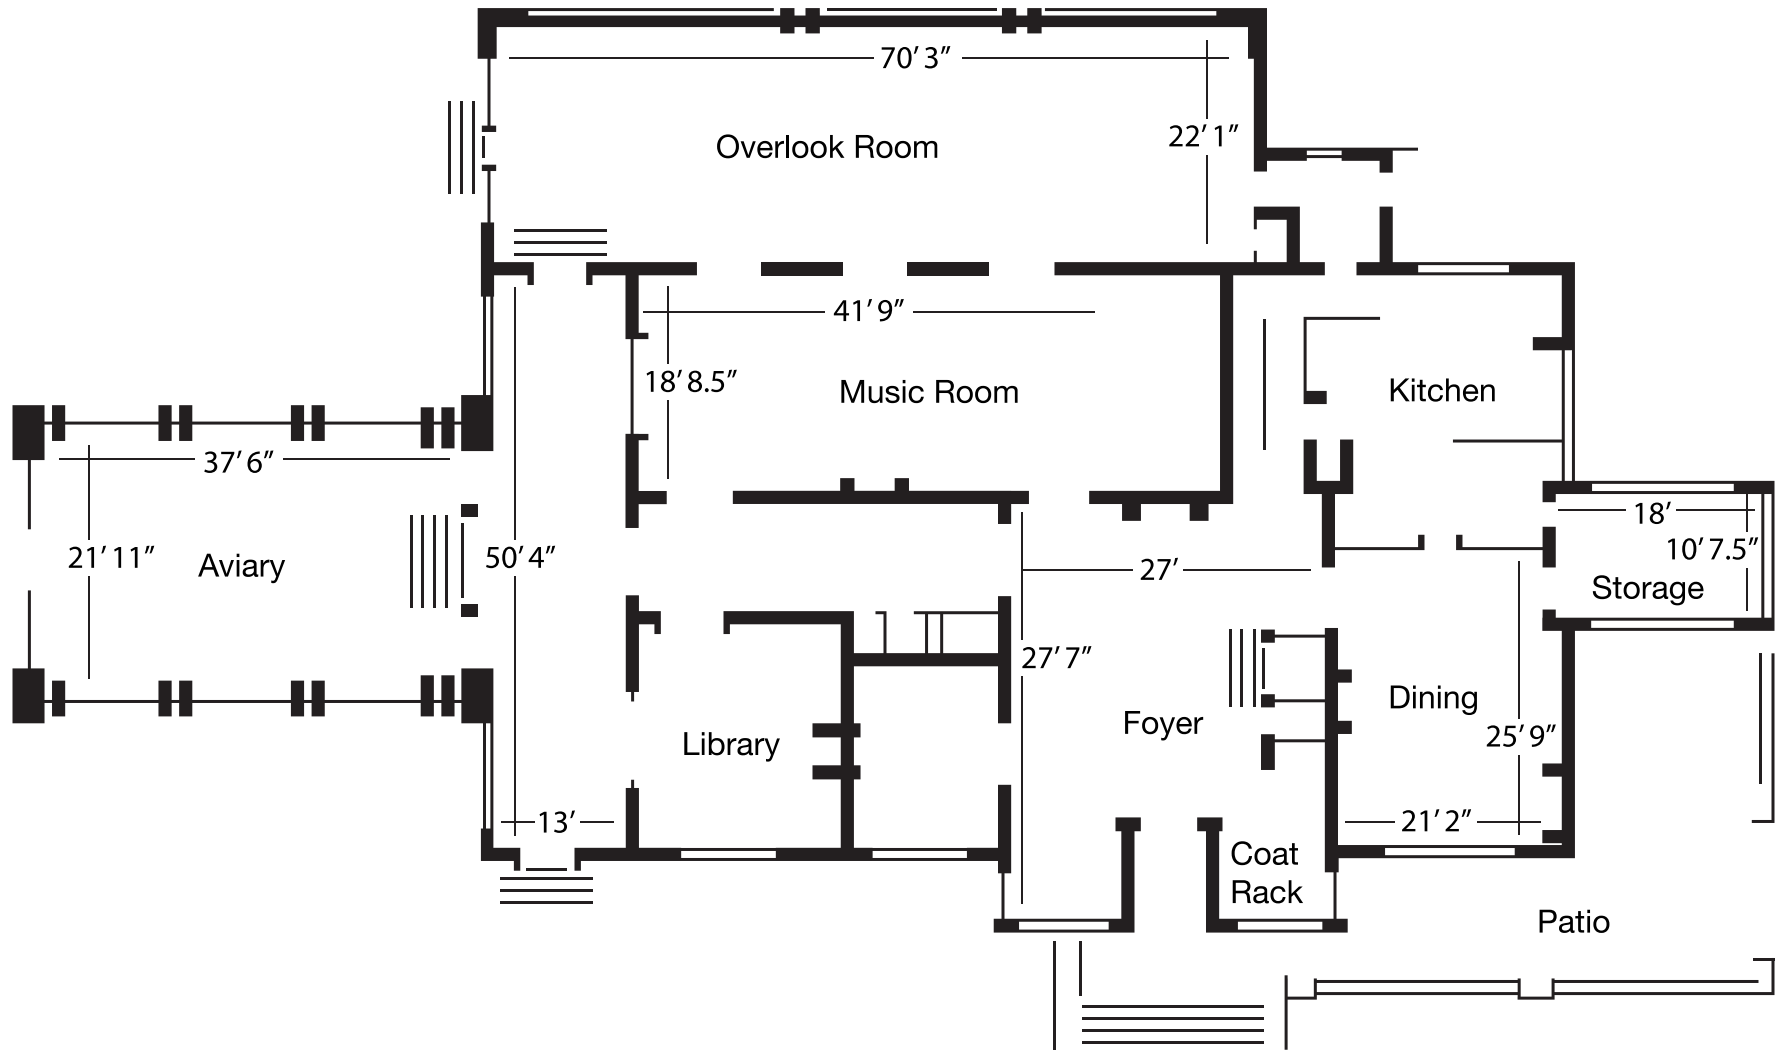 70’ 3”
22’ 1”
Overlook Room
41’ 9”
18’ 8.5”
Music Room
Kitchen
37’ 6”
21’ 11”
Aviary
50’ 4”
18’
10’ 7.5”
Storage
27’
27’ 7”
Dining
Foyer
25’ 9”
Library
13’
21’ 2”
Coat
Rack
Patio